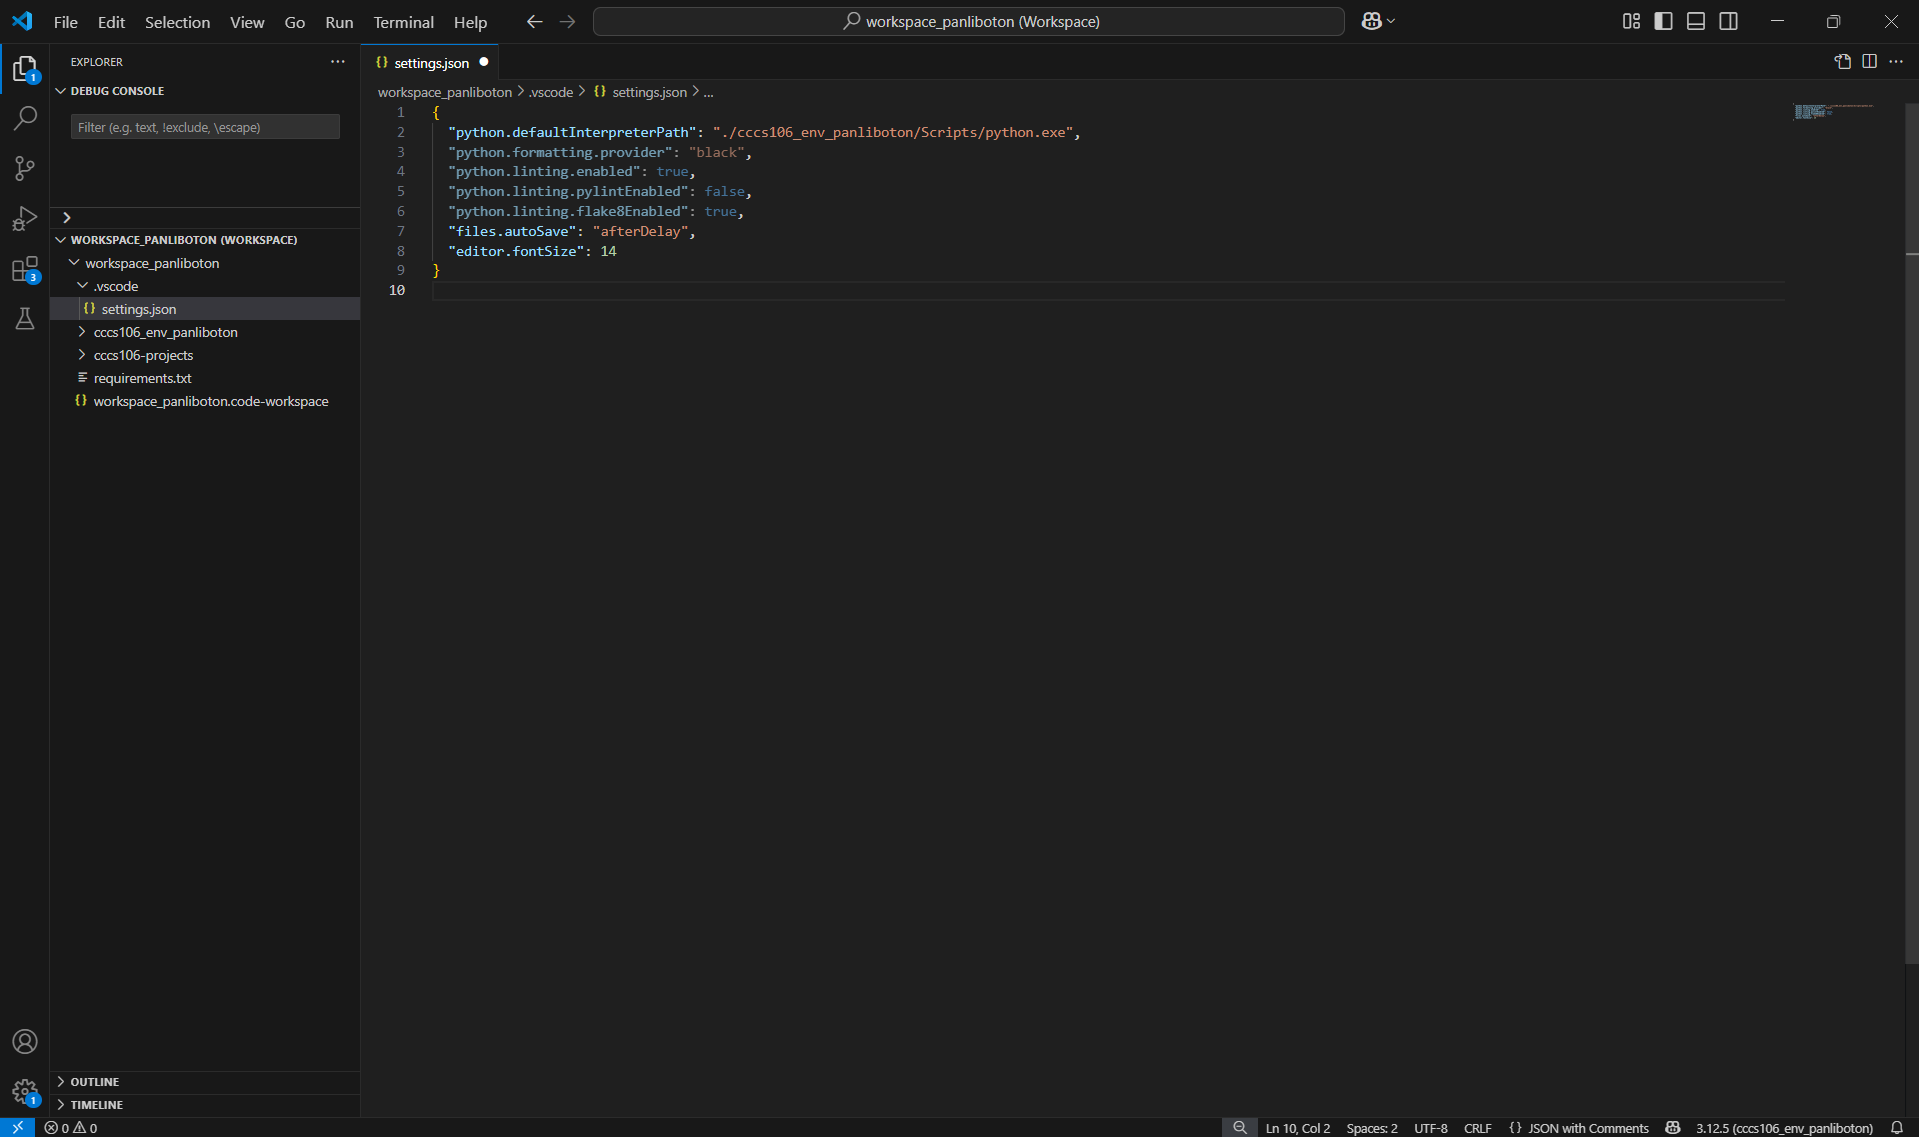 File Edit Selection View Go Run Terminal Help
workspace_panliboton (Workspace)
EXPLORER
DEBUG CONSOLE
Filter (e.g. text, !exclude, \escape)
WORKSPACE_PANLIBOTON (WORKSPACE)
workspace_panliboton
.vscode
settings.json
cccs106_env_panliboton
cccs106-projects
requirements.txt
workspace_panliboton.code-workspace
OUTLINE
TIMELINE
1
3
1
settings.json
workspace_panliboton > .vscode > {} settings.json > ...
1 {
2 "python.defaultInterpreterPath": "./cccs106_env_panliboton/Scripts/python.exe",
3 "python.formatting.provider": "black",
4 "python.linting.enabled": true,
5 "python.linting.pylintEnabled": false,
6 "python.linting.flake8Enabled": true,
7 "files.autoSave": "afterDelay",
8 "editor.fontSize": 14
9 }
10
0 0 Ln 10, Col 2 Spaces: 2 UTF-8 CRLF {} JSON with Comments 3.12.5 (cccs106_env_panliboton)